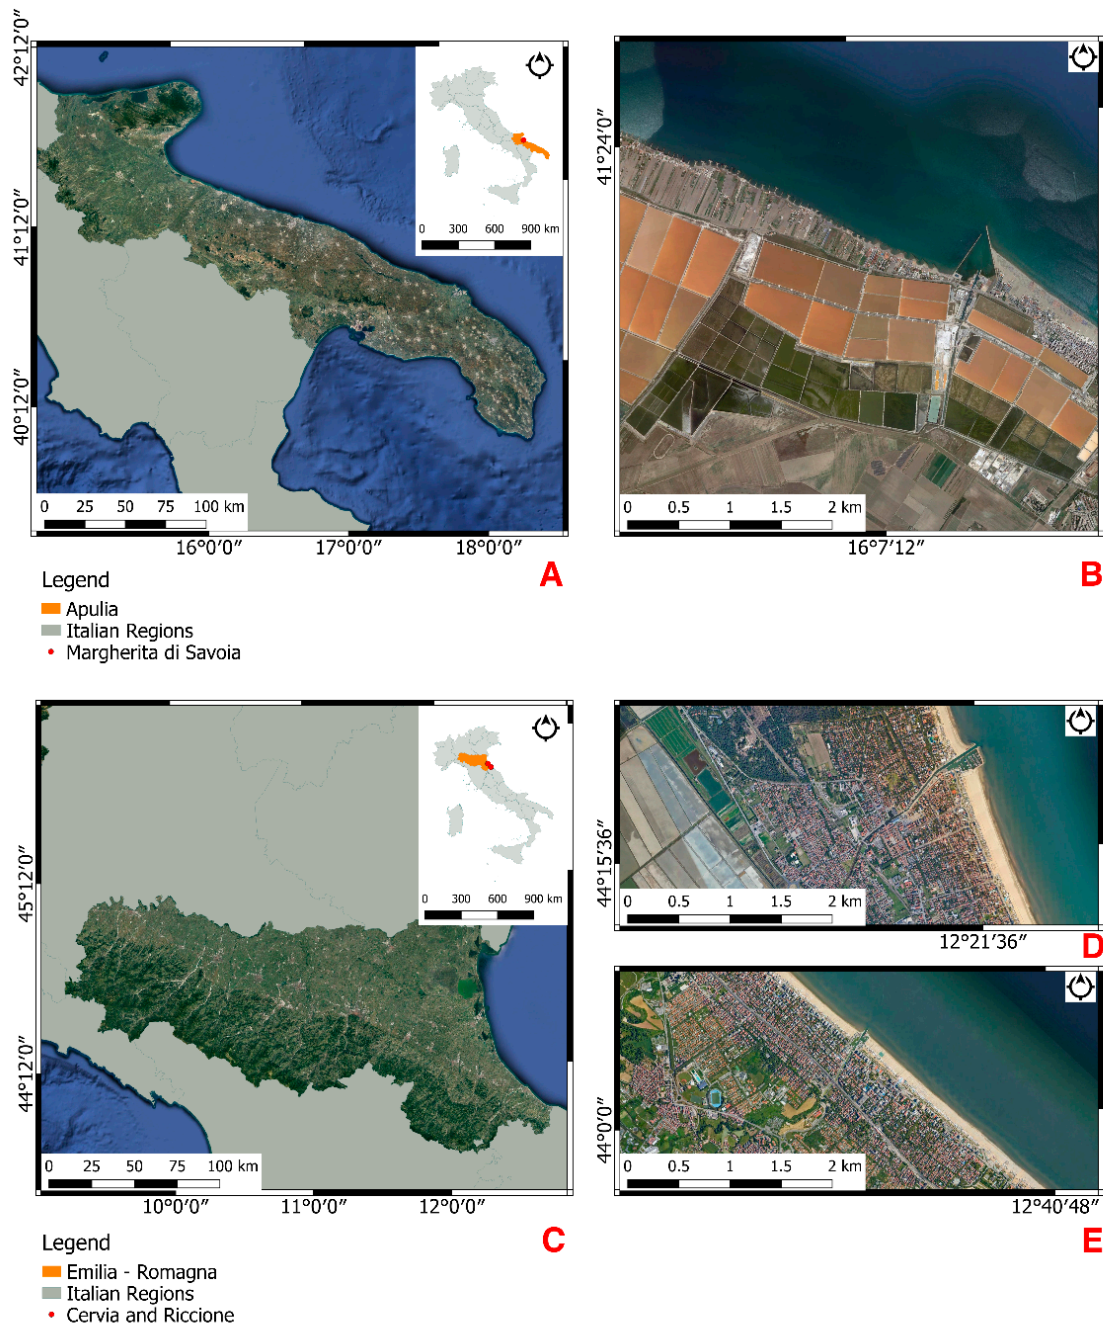 42°12′0″
41°12′0″
40°12′0″
0 300 600 900 km
0 25 50 75 100 km
16°0′0″ 17°0′0″ 18°0′0″
A
Legend
Apulia
Italian Regions
Margherita di Savoia
41°24′0″
0 0.5 1 1.5 2 km
16°7′12″
B
45°12′0″
44°12′0″
0 300 600 900 km
0 25 50 75 100 km
10°0′0″ 11°0′0″ 12°0′0″
C
Legend
Emilia - Romagna
Italian Regions
Cervia and Riccione
44°15′36″
0 0.5 1 1.5 2 km
12°21′36″
D
44°0′0″
0 0.5 1 1.5 2 km
12°40′48″
E